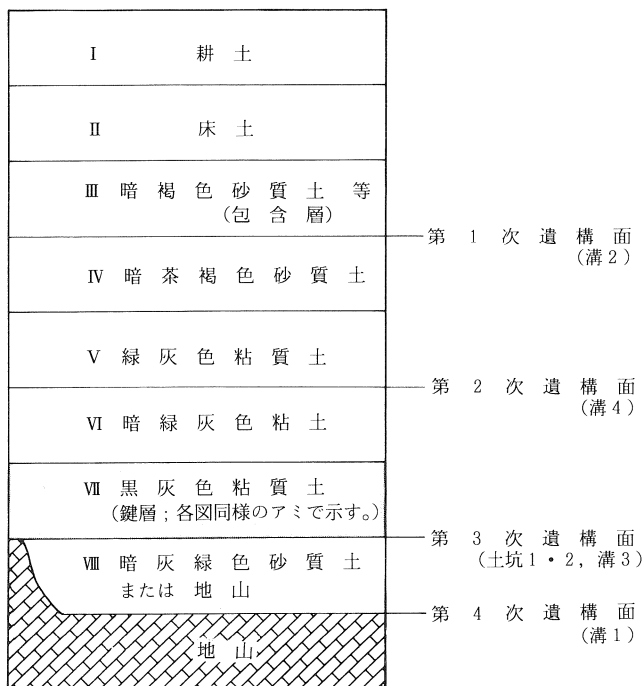 I 耕土
II 床土
III 暗褐色砂質土等
(包含層)
第1次遺構面
(溝2)
IV 暗茶褐色砂質土
V 緑灰色粘質土
第2次遺構面
(溝4)
VI 暗緑灰色粘土
VII 黒灰色粘質土
(鍵層;各図同様のアミで示す。)
第3次遺構面
(土坑1・2,溝3)
VIII 暗灰緑色砂質土
または地山
第4次遺構面
(溝1)
地山